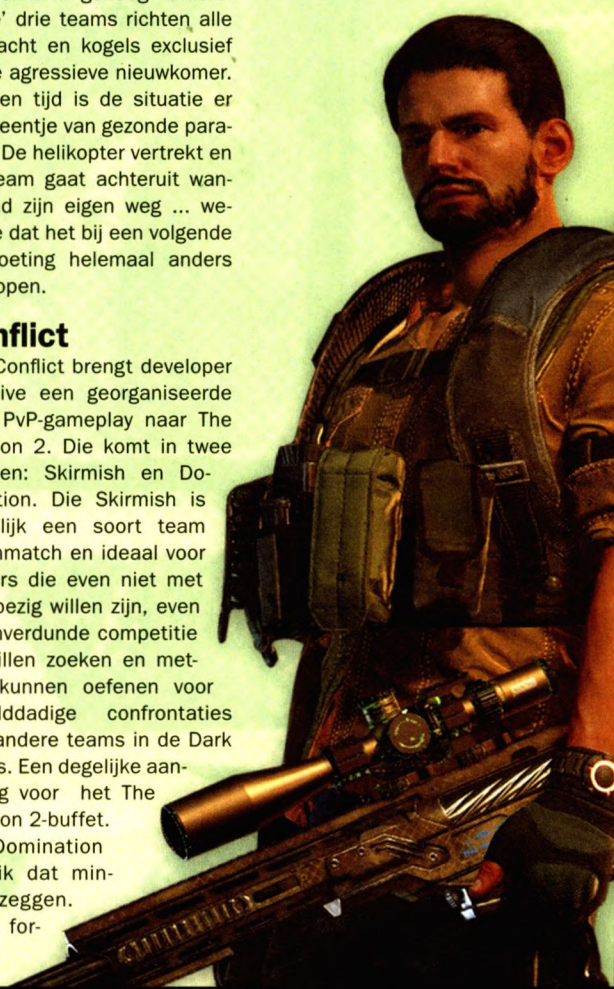 ' drie teams richten alle
acht en kogels exclusief
e agressieve nieuwkomer.
en tijd is de situatie er
eentje van gezonde para-
De helikopter vertrekt en
eam gaat achteruit wan-
d zijn eigen weg ... we-
e dat het bij een volgende
oeting helemaal anders
open.
nflict
Conflict brengt developer
ive een georganiseerde
PvP-gameplay naar The
on 2. Die komt in twee
en: Skirmish en Do-
tion. Die Skirmish is
lijk een soort team
nmatch en ideaal voor
rs die even niet met
oezig willen zijn, even
nverdunde competitie
illen zoeken en met-
kunnen oefenen voor
lddadige confrontaties
andere teams in de Dark
s. Een degelijke aan-
g voor het The
on 2-buffet.
Domination
ik dat min-
zeggen.
for-